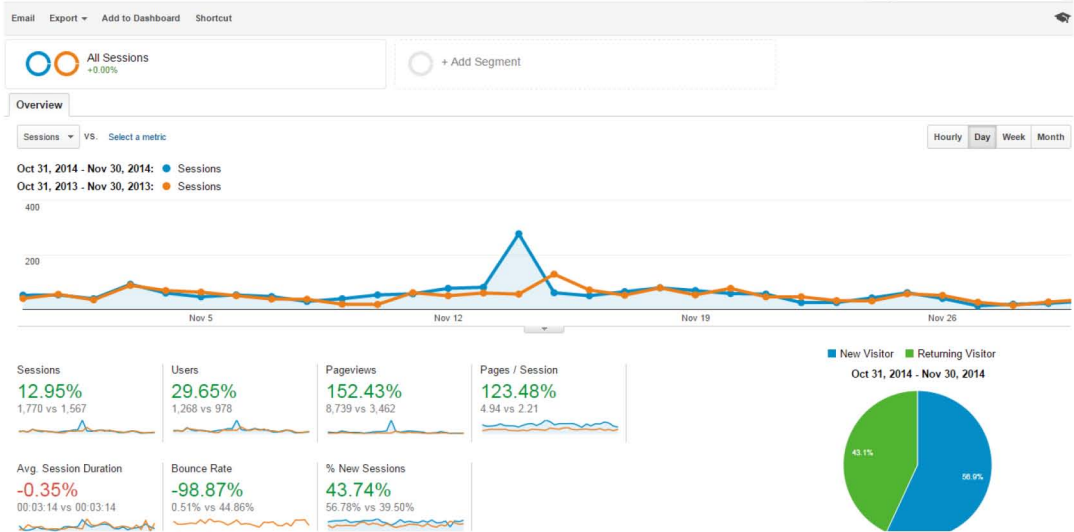 Email Export Add to Dashboard Shortcut
All Sessions
+0.00%
+ Add Segment
Overview
Sessions VS. Select a metric
Hourly Day Week Month
Oct 31, 2014 - Nov 30, 2014: Sessions
Oct 31, 2013 - Nov 30, 2013: Sessions
400
200
Nov 5 Nov 12 Nov 19 Nov 26
Sessions
12.95%
1,770 vs 1,567
Users
29.65%
1,268 vs 978
Pageviews
152.43%
8,739 vs 3,462
Pages / Session
123.48%
4.94 vs 2.21
Avg. Session Duration
-0.35%
00:03:14 vs 00:03:14
Bounce Rate
-98.87%
0.51% vs 44.86%
% New Sessions
43.74%
56.78% vs 39.50%
New Visitor Returning Visitor
Oct 31, 2014 - Nov 30, 2014
43.1%
56.9%